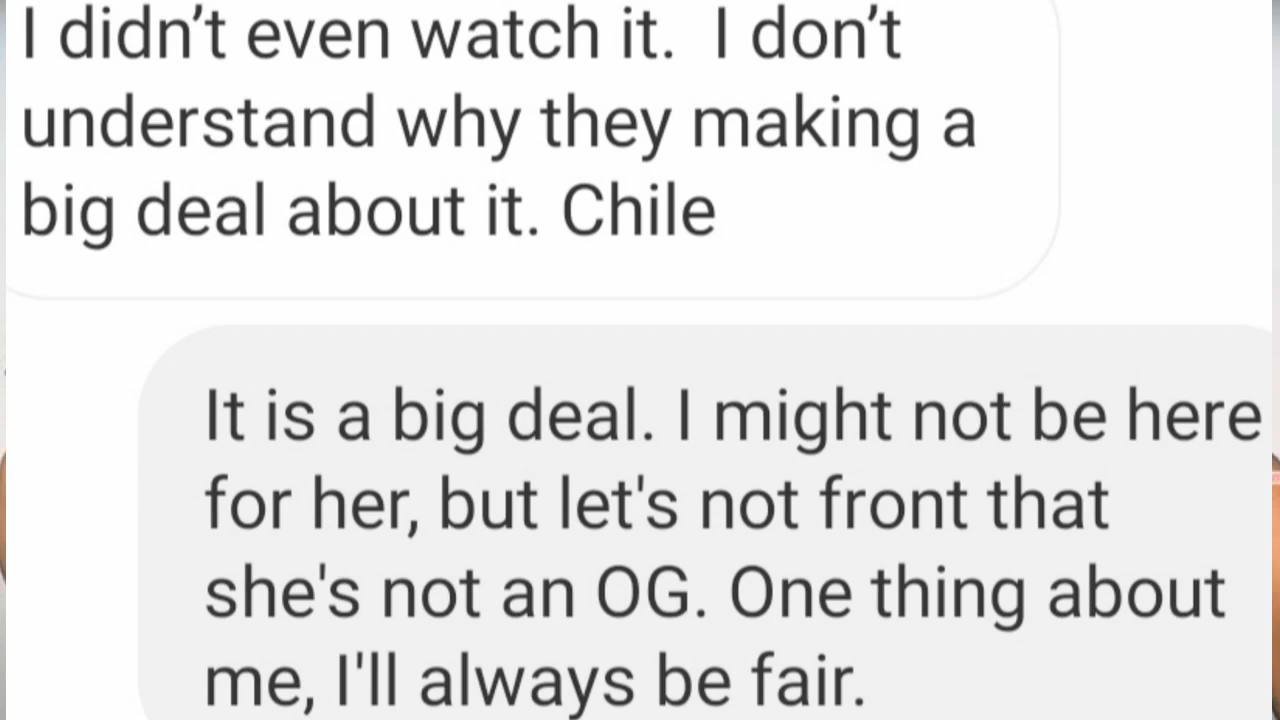 I didn’t even watch it.  I don’t
understand why they making a
big deal about it. Chile
It is a big deal. I might not be here
for her, but let's not front that
she's not an OG. One thing about
me, I'll always be fair.